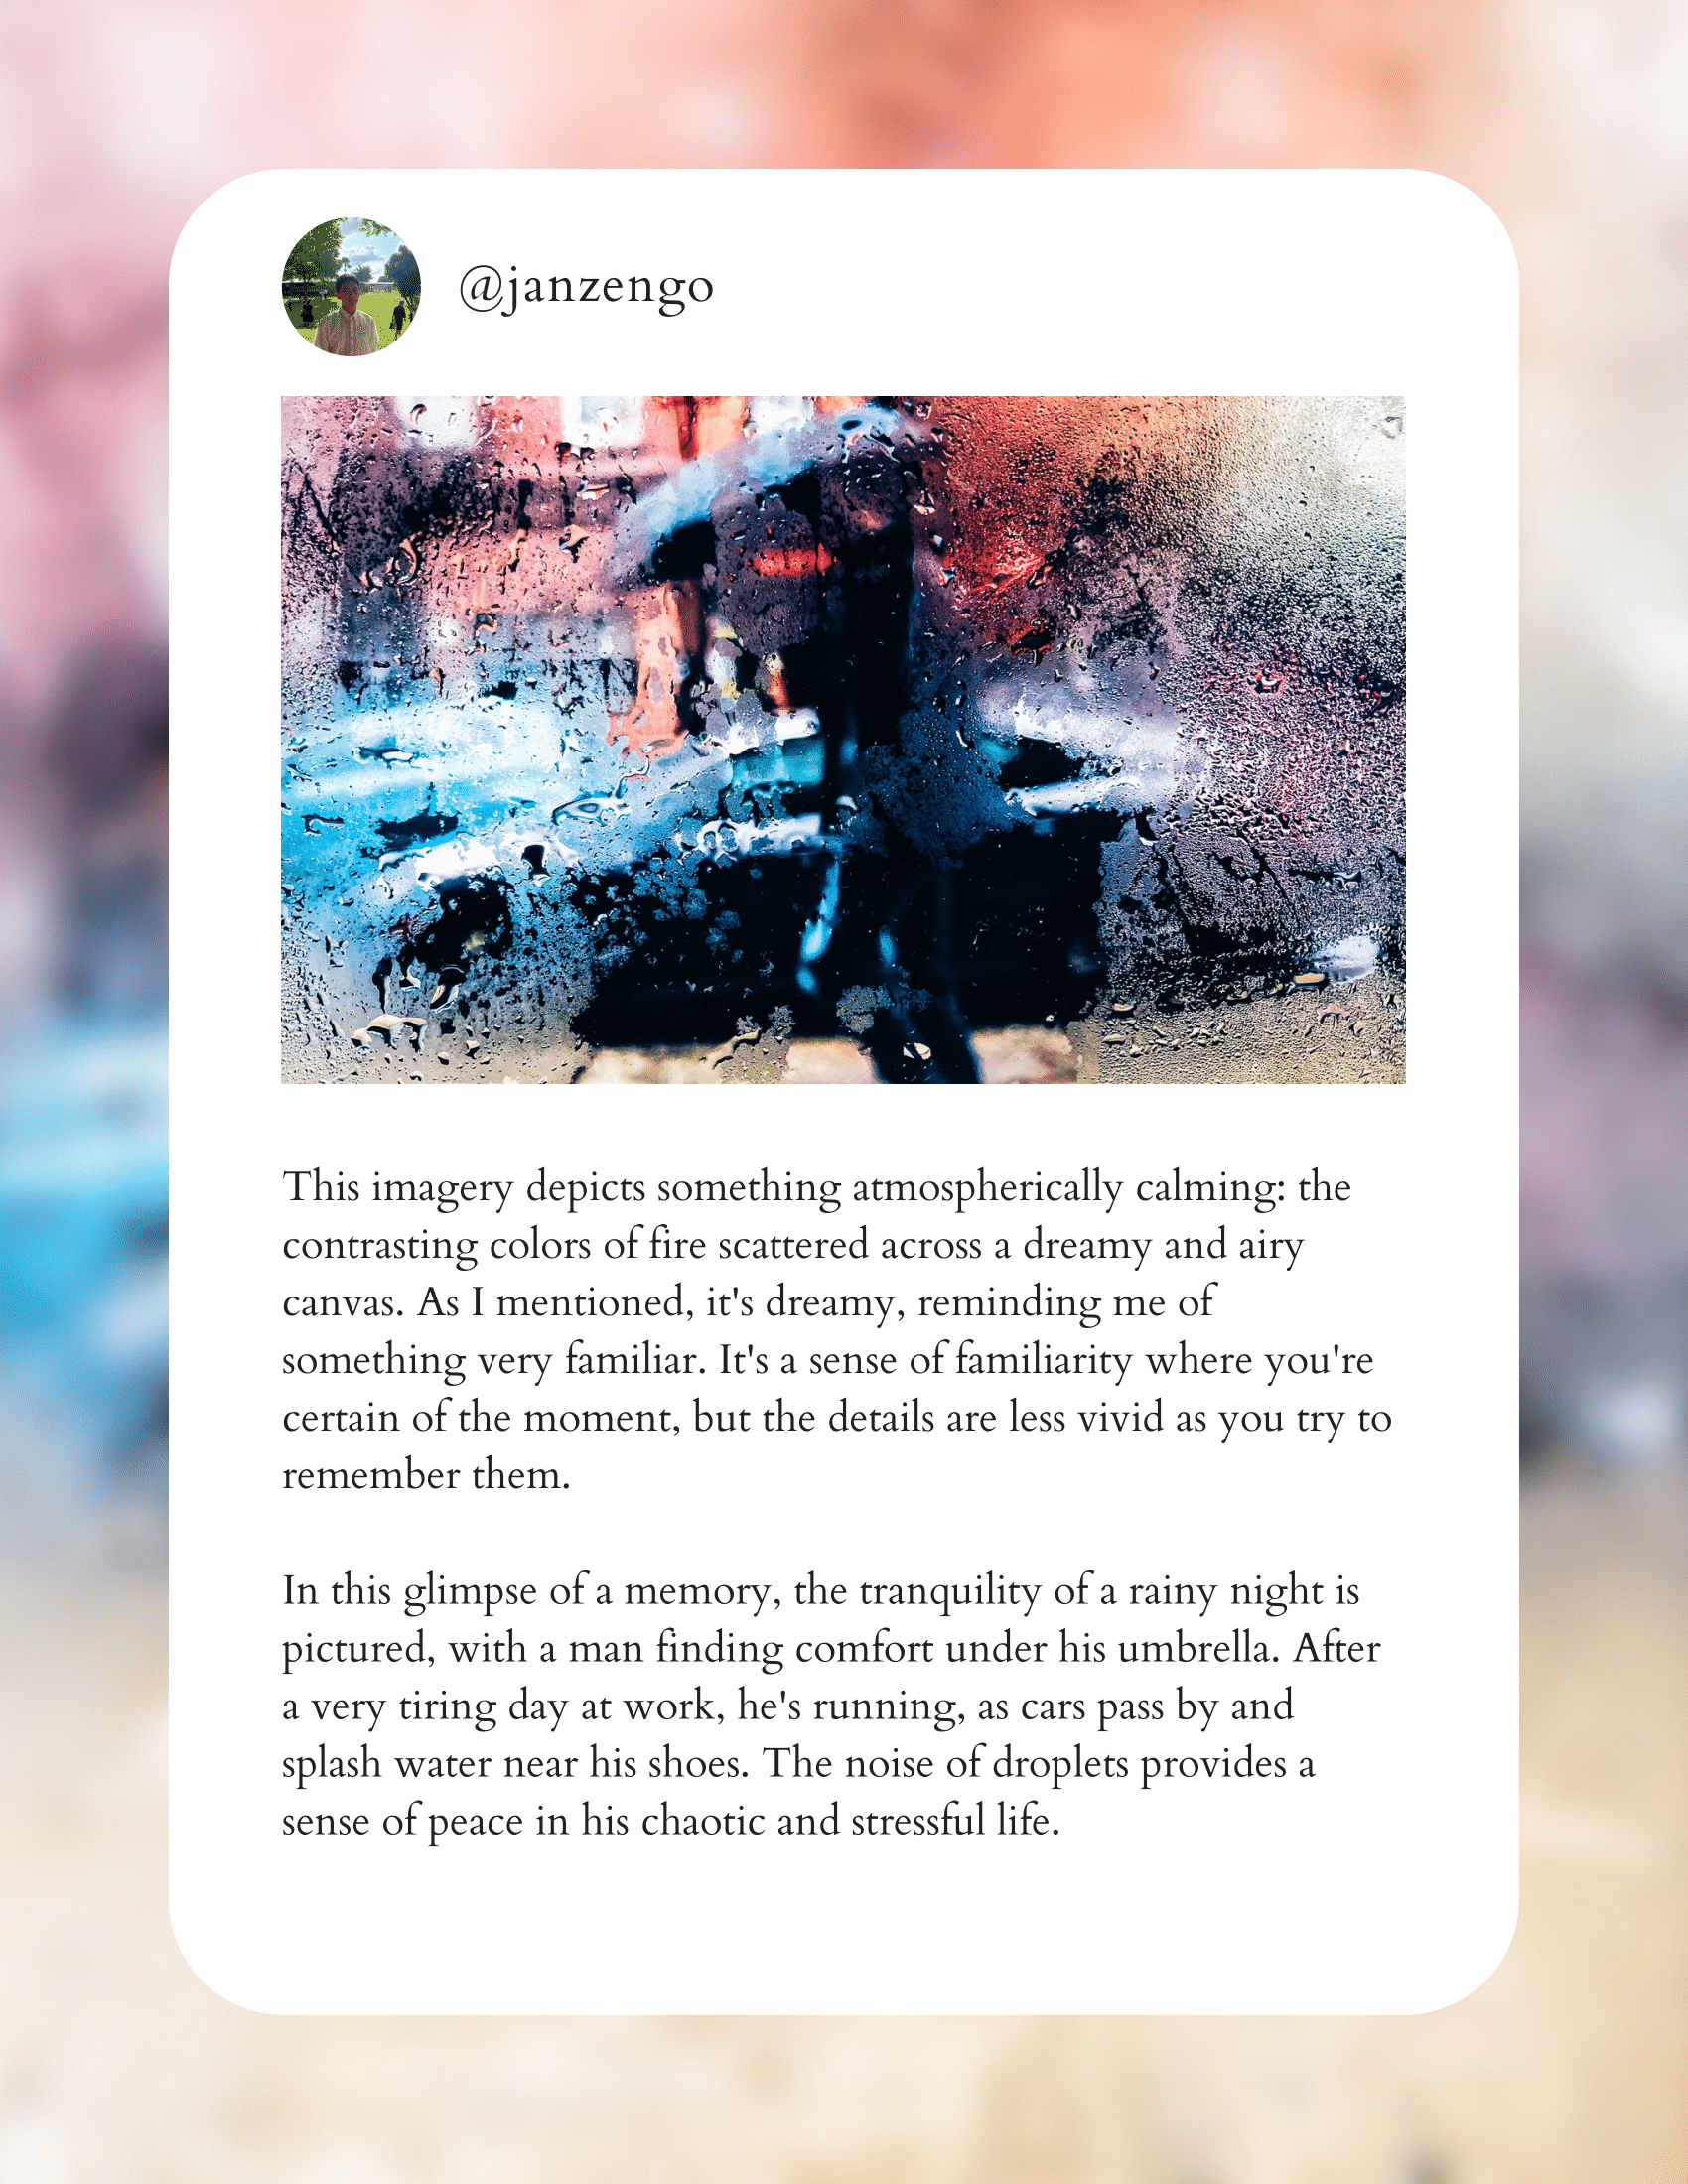 @janzengo
This imagery depicts something atmospherically calming: the
contrasting colors of fire scattered across a dreamy and airy
canvas. As I mentioned, it's dreamy, reminding me of
something very familiar. It's a sense of familiarity where you're
certain of the moment, but the details are less vivid as you try to
remember them.
In this glimpse of a memory, the tranquility of a rainy night is
pictured, with a man finding comfort under his umbrella. After
a very tiring day at work, he's running, as cars pass by and
splash water near his shoes. The noise of droplets provides a
sense of peace in his chaotic and stressful life.